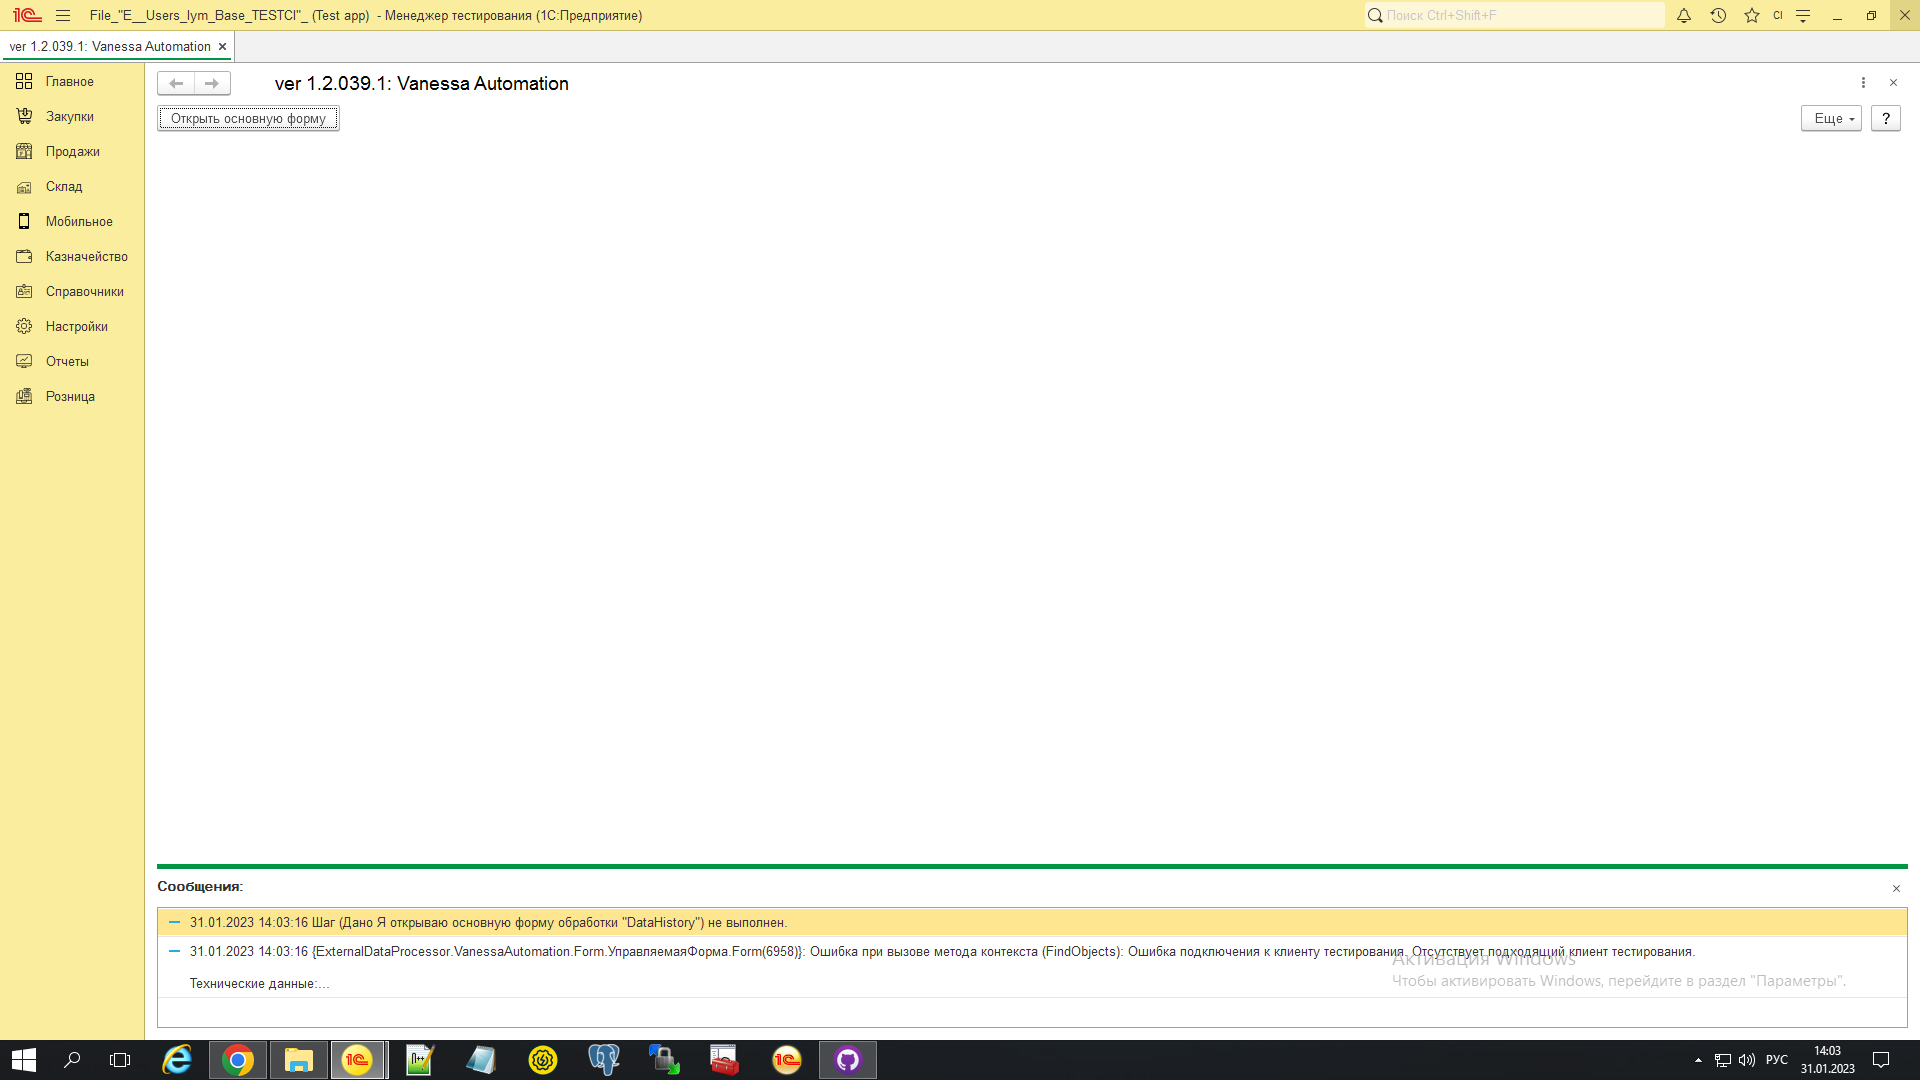 File_"E__Users_lym_Base_TESTCI"_ (Test app) - Менеджер тестирования (1С:Предприятие)
Поиск Ctrl+Shift+F
CI
ver 1.2.039.1: Vanessa Automation
Главное
Закупки
Продажи
Склад
Мобильное
Казначейство
Справочники
Настройки
Отчеты
Розница
ver 1.2.039.1: Vanessa Automation
Открыть основную форму
Еще
?
Сообщения:
31.01.2023 14:03:16 Шаг (Дано Я открываю основную форму обработки "DataHistory") не выполнен.
31.01.2023 14:03:16 {ExternalDataProcessor.VanessaAutomation.Form.УправляемаяФорма.Form(6958)}: Ошибка при вызове метода контекста (FindObjects): Ошибка подключения к клиенту тестирования. Отсутствует подходящий клиент тестирования.
Технические данные:...
Активация Windows
Чтобы активировать Windows, перейдите в раздел "Параметры".
РУС
14:03
31.01.2023